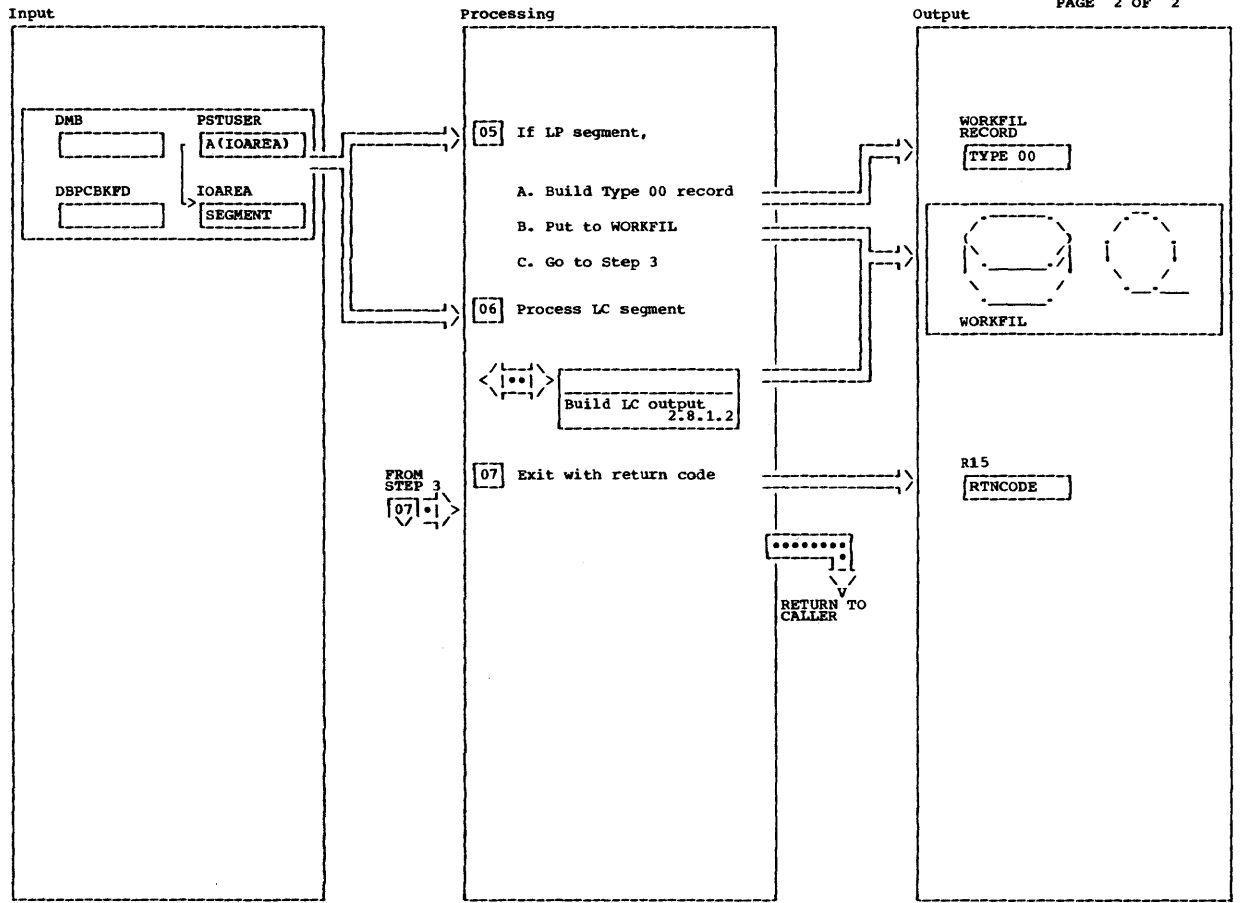 PAGE 2 OF 2
Input
Processing
Output
DMB
PSTUSER
A(IOAREA)
DBPCBKFD
IOAREA
SEGMENT
05 If LP segment,
A. Build Type 00 record
B. Put to WORKFIL
C. Go to Step 3
06 Process LC segment
Build LC output
2.8.1.2
FROM
STEP 3
07
07 Exit with return code
RETURN TO
CALLER
WORKFIL
RECORD
TYPE 00
WORKFIL
R15
RTNCODE